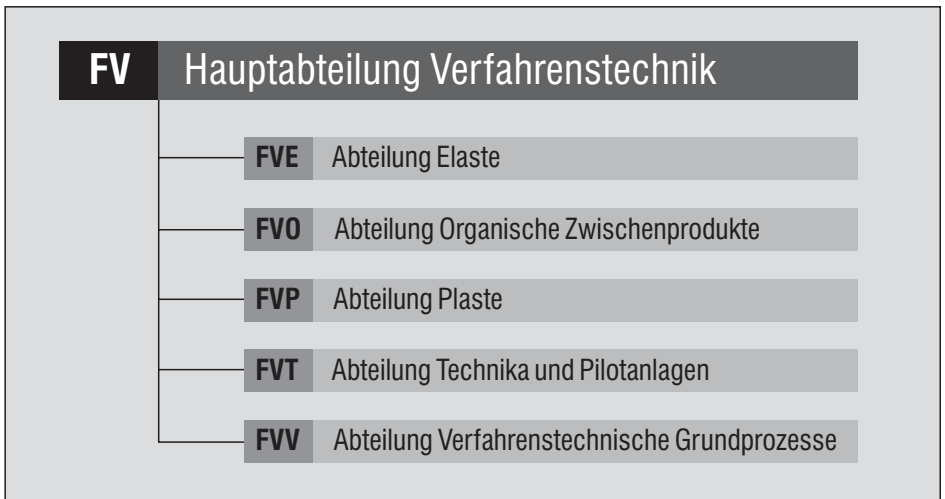 FV Hauptabteilung Verfahrenstechnik
FVE Abteilung Elaste
FVO Abteilung Organische Zwischenprodukte
FVP Abteilung Plaste
FVT Abteilung Technika und Pilotanlagen
FVV Abteilung Verfahrenstechnische Grundprozesse